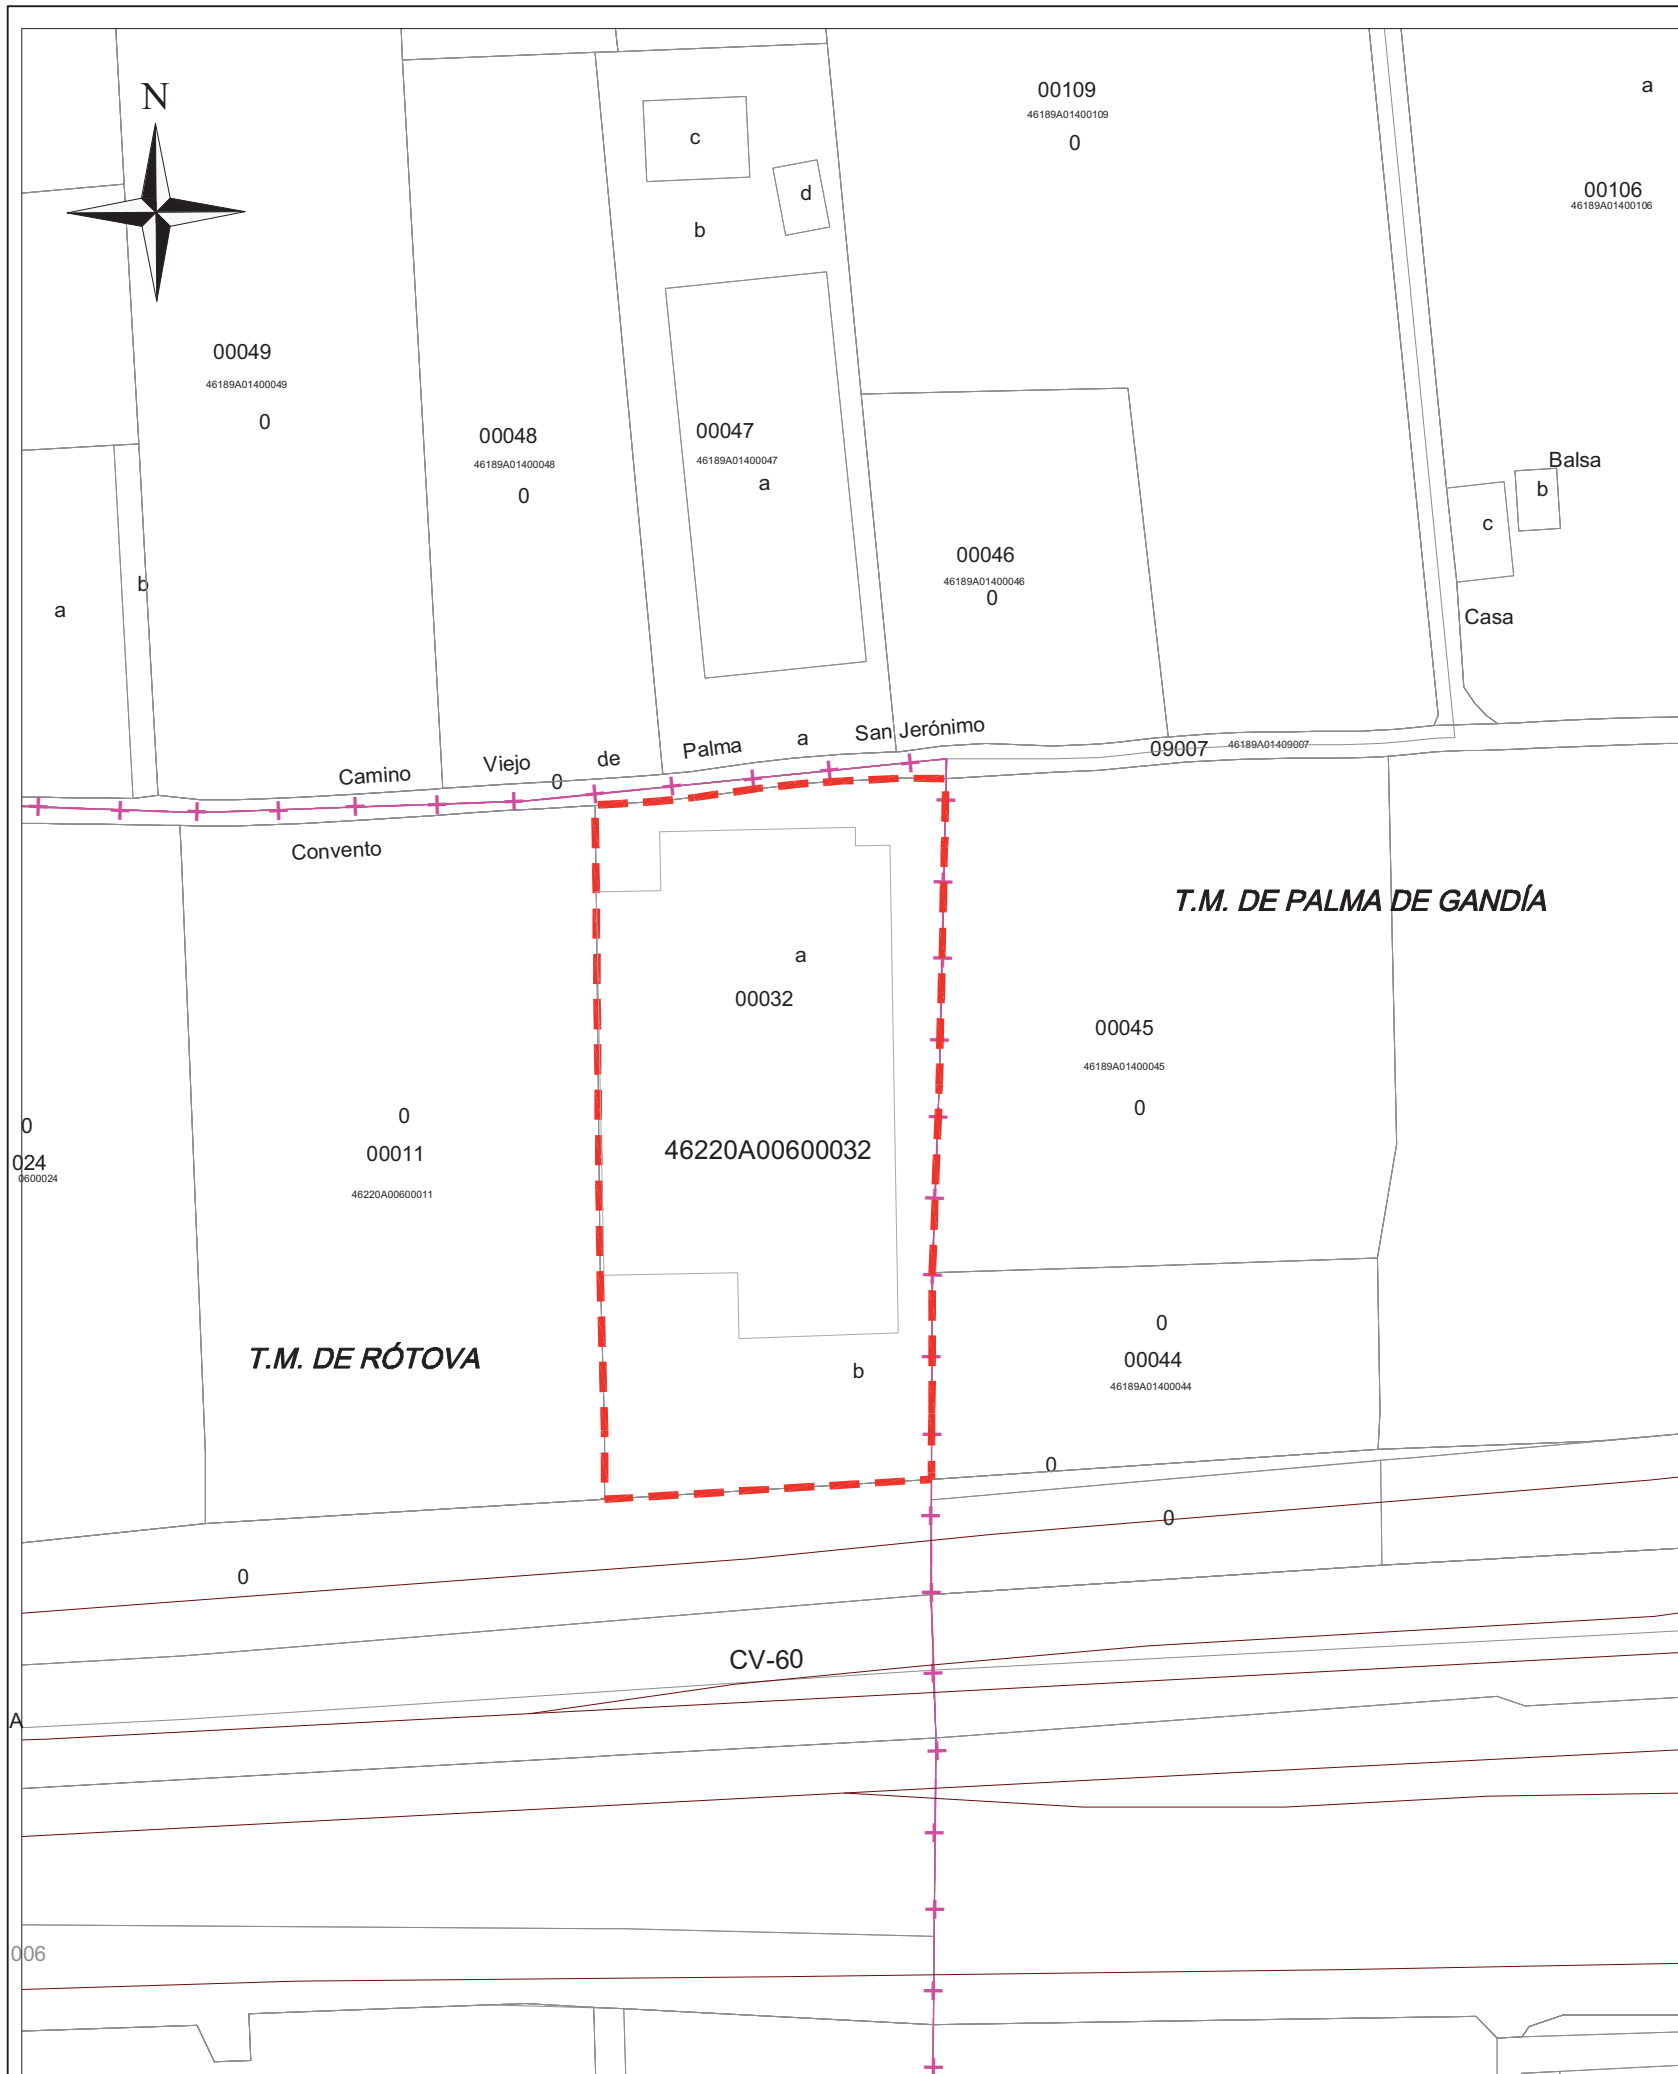 N
00109
46189A01400109
0
a
c
d
b
00106
46189A01400106
00049
46189A01400049
0
00048
46189A01400048
0
00047
46189A01400047
a
Balsa
b
c
Casa
00046
46189A01400046
0
a
b
Camino Viejo de Palma a San Jerónimo
0
09007 46189A01409007
Convento
T.M. DE PALMA DE GANDÍA
a
00032
00045
46189A01400045
0
0
024
0600024
0
00011
46220A00600011
46220A00600032
T.M. DE RÓTOVA
b
0
00044
46189A01400044
0
0
0
CV-60
A
006